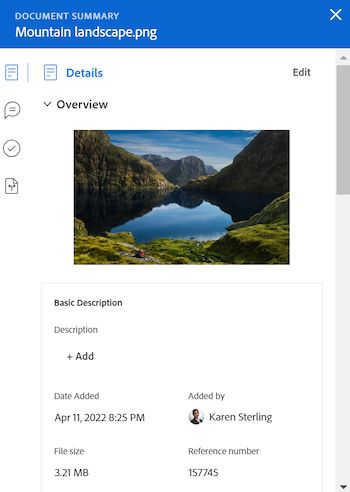 DOCUMENT SUMMARY
Mountain landscape.png
Details
Edit
Overview
Basic Description
Description
+ Add
Date Added
Added by
Apr 11, 2022 8:25 PM
Karen Sterling
File size
Reference number
3.21 MB
157745